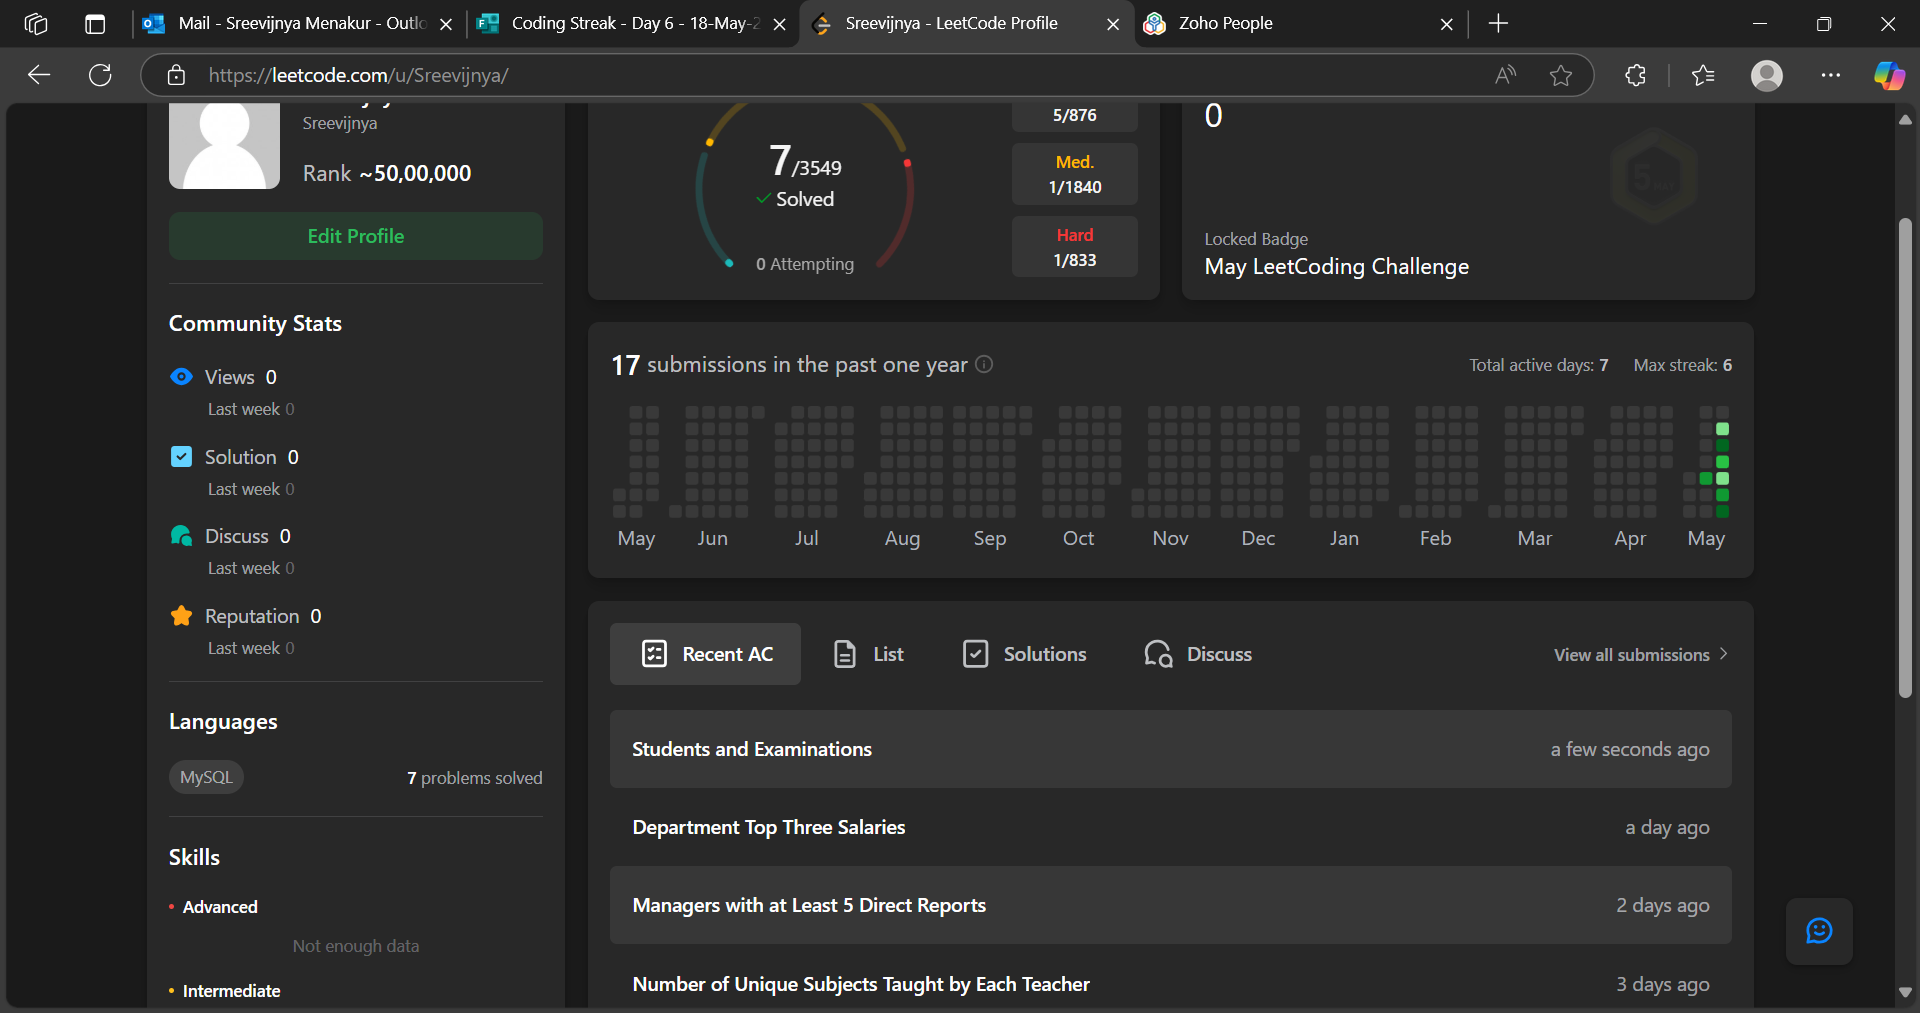 Mail - Sreevijnya Menakur - Outlo
Coding Streak - Day 6 - 18-May-2
Sreevijnya - LeetCode Profile
Zoho People
https://leetcode.com/u/Sreevijnya/
Sreevijnya
Rank ~50,00,000
Edit Profile
Community Stats
Views 0
Last week 0
Solution 0
Last week 0
Discuss 0
Last week 0
Reputation 0
Last week 0
Languages
MySQL
7 problems solved
Skills
Advanced
Not enough data
Intermediate
7/3549
Solved
0 Attempting
5/876
Med.
1/1840
Hard
1/833
0
Locked Badge
May LeetCoding Challenge
17 submissions in the past one year
Total active days: 7
Max streak: 6
May Jun Jul Aug Sep Oct Nov Dec Jan Feb Mar Apr May
Recent AC
List
Solutions
Discuss
View all submissions
Students and Examinations
a few seconds ago
Department Top Three Salaries
a day ago
Managers with at Least 5 Direct Reports
2 days ago
Number of Unique Subjects Taught by Each Teacher
3 days ago